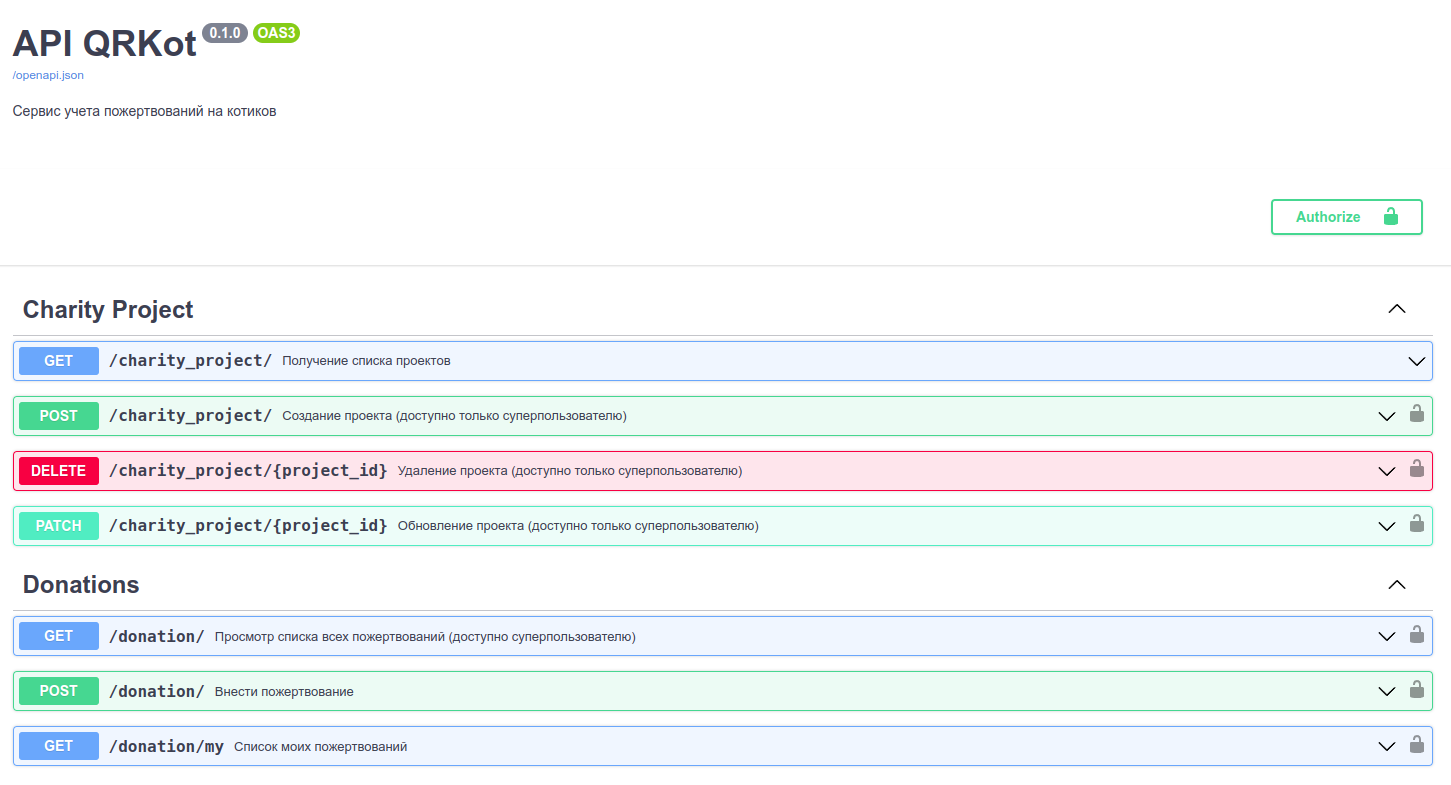 API QRKot 0.1.0 OAS3
/openapi.json
Сервис учета пожертвований на котиков
Authorize
Charity Project
GET /charity_project/ Получение списка проектов
POST /charity_project/ Создание проекта (доступно только суперпользователю)
DELETE /charity_project/{project_id} Удаление проекта (доступно только суперпользователю)
PATCH /charity_project/{project_id} Обновление проекта (доступно только суперпользователю)
Donations
GET /donation/ Просмотр списка всех пожертвований (доступно суперпользователю)
POST /donation/ Внести пожертвование
GET /donation/my Список моих пожертвований